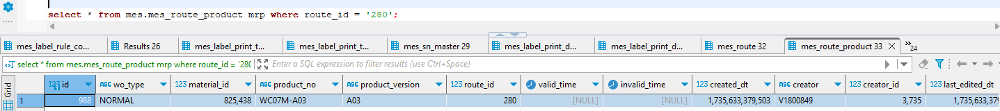 select * from mes.mes_route_product mrp where route_id = '280';
mes_label_rule_co... Results 26 mes_label_print_t... mes_label_print_t... mes_sn_master 29 mes_label_print_d... mes_label_print_d... mes_route 32 mes_route_product 33 24
select * from mes.mes_route_product mrp where route_id = '280 Enter a SQL expression to filter results (use Ctrl+Space)
Grid
123 id ABC wo_type 123 material_id ABC product_no ABC product_version 123 route_id valid_time invalid_time 123 created_dt ABC creator 123 creator_id 123 last_edited_dt
1 988 NORMAL 825,438 WC07M-A03 A03 280 [NULL] [NULL] 1,735,633,379,503 V1800849 3,735 1,735,633,379